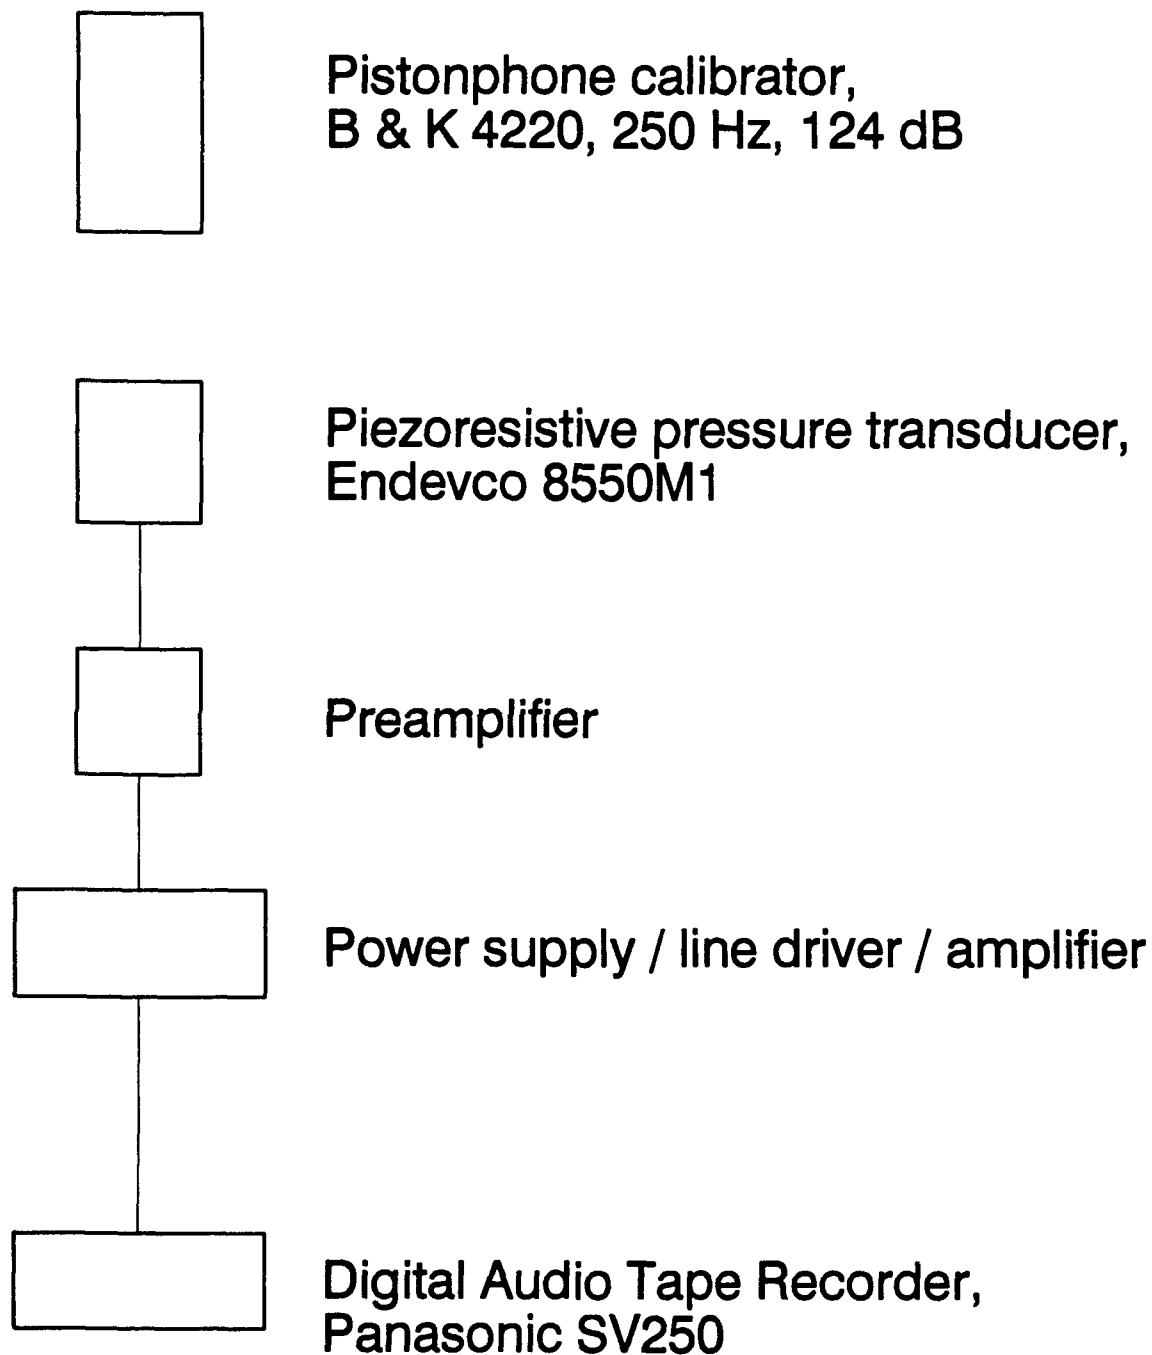 Pistonphone calibrator,
B & K 4220, 250 Hz, 124 dB
Piezoresistive pressure transducer,
Endevco 8550M1
Preamplifier
Power supply / line driver / amplifier
Digital Audio Tape Recorder,
Panasonic SV250